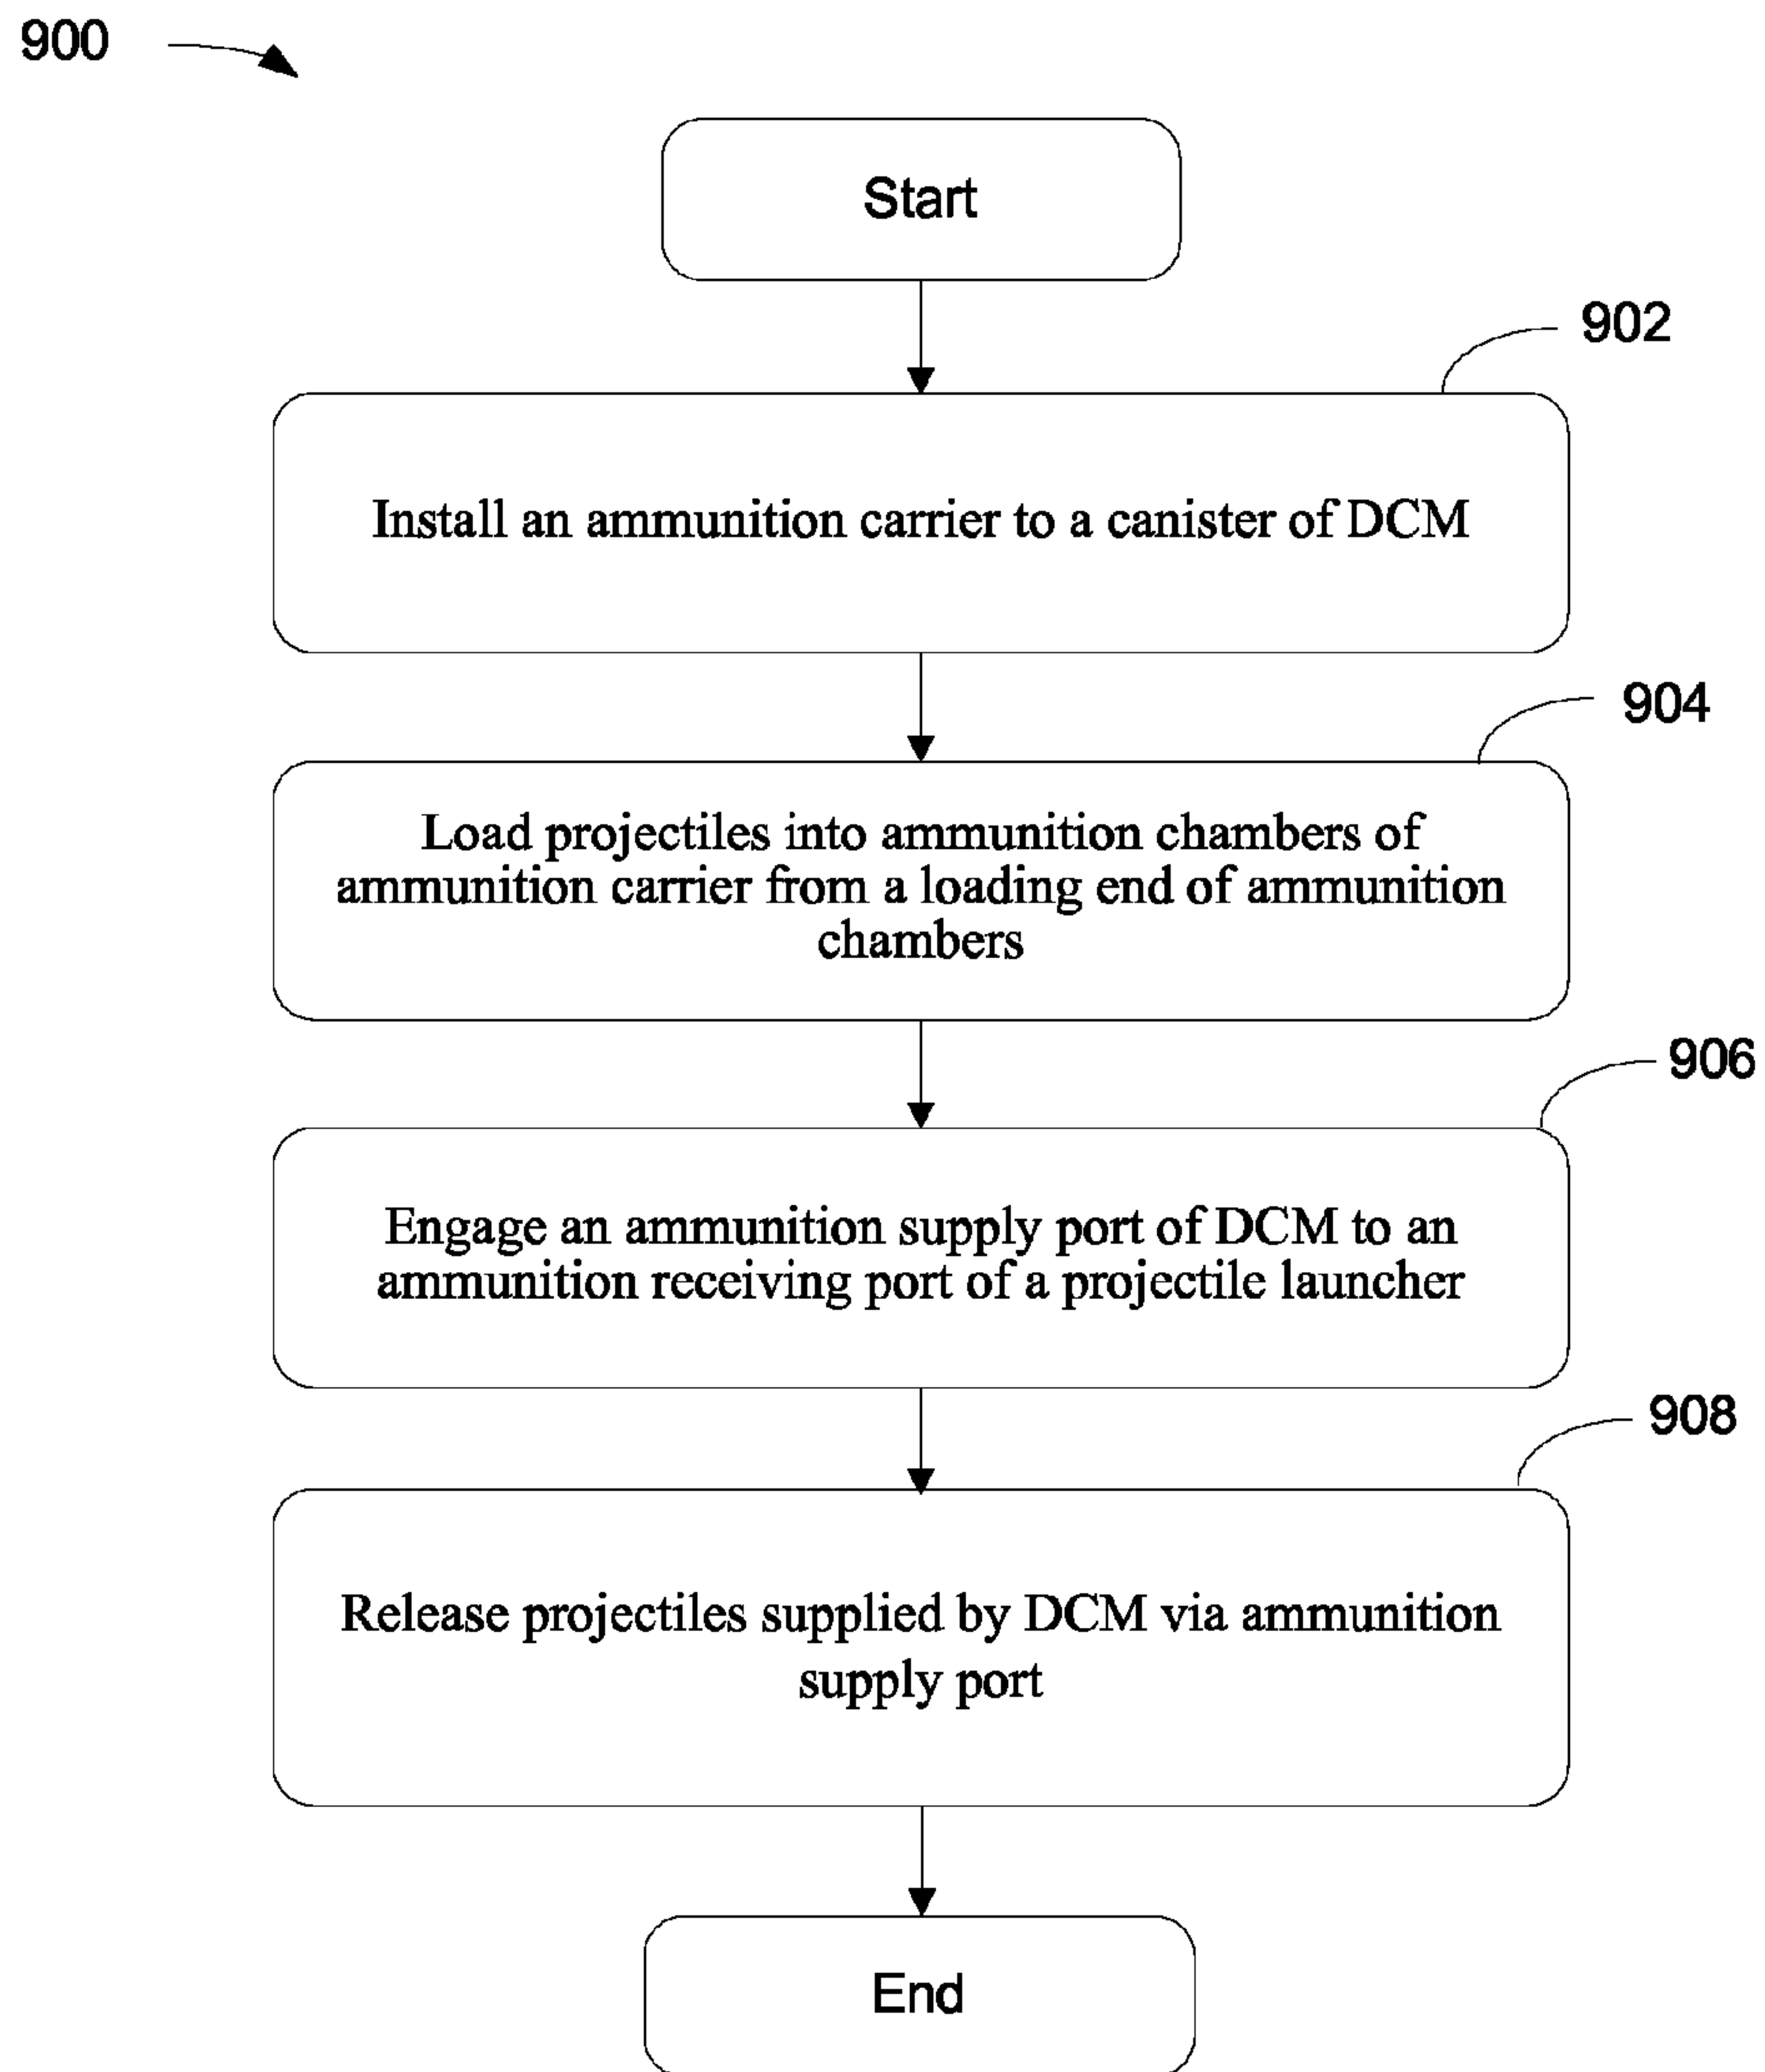 900
Start
902
Install an ammunition carrier to a canister of DCM
904
Load projectiles into ammunition chambers of
ammunition carrier from a loading end of ammunition
chambers
906
Engage an ammunition supply port of DCM to an
ammunition receiving port of a projectile launcher
908
Release projectiles supplied by DCM via ammunition
supply port
End